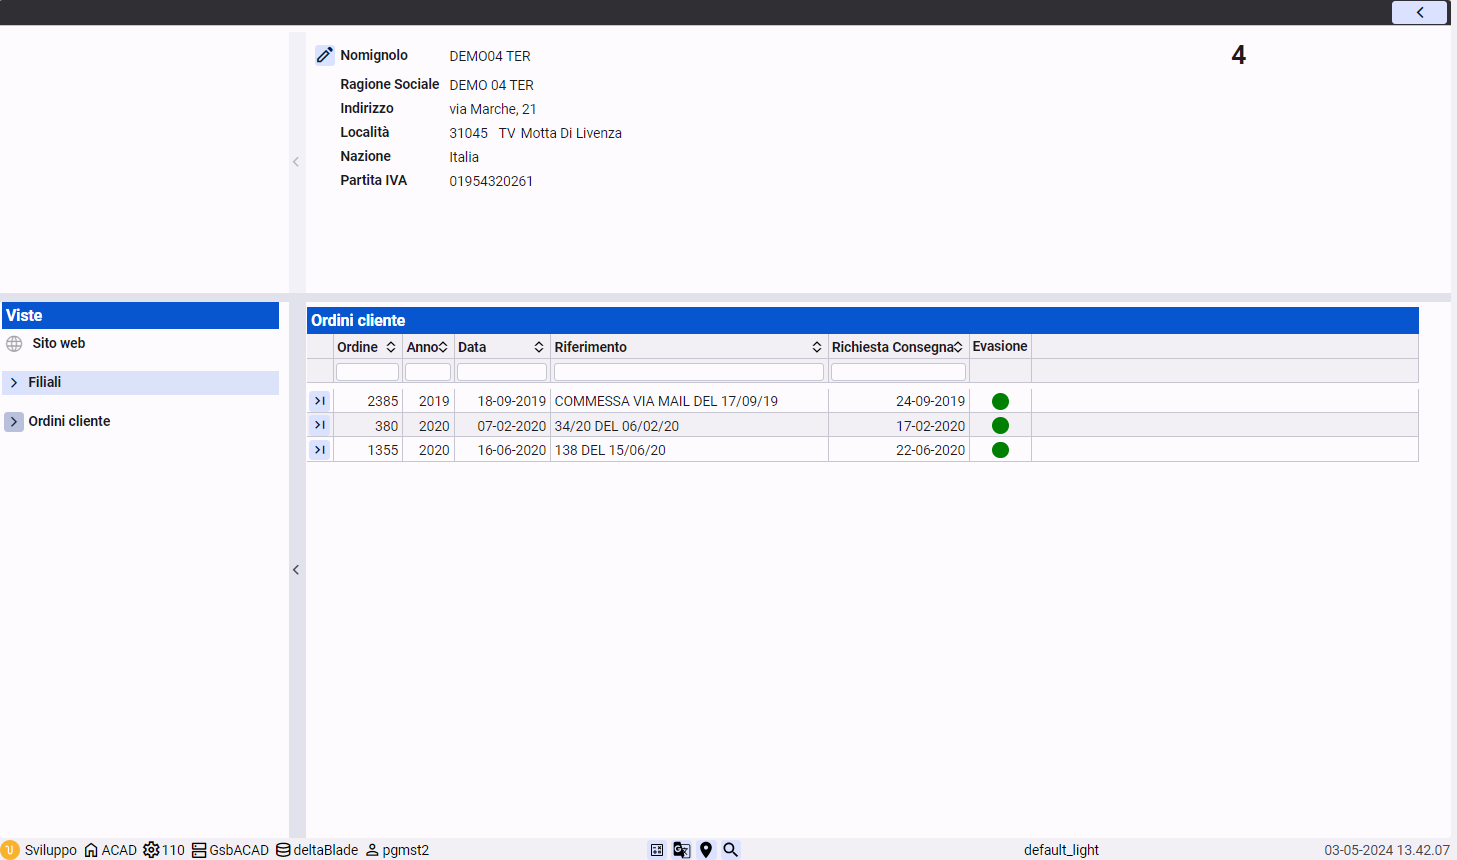 4
Nomignolo DEMO04 TER
Ragione Sociale DEMO 04 TER
Indirizzo via Marche, 21
Località 31045 TV Motta Di Livenza
Nazione Italia
Partita IVA 01954320261
Viste
Sito web
Filiali
Ordini cliente
Ordini cliente
Ordine Anno Data Riferimento Richiesta Consegna Evasione
2385 2019 18-09-2019 COMMESSA VIA MAIL DEL 17/09/19 24-09-2019
380 2020 07-02-2020 34/20 DEL 06/02/20 17-02-2020
1355 2020 16-06-2020 138 DEL 15/06/20 22-06-2020
Sviluppo ACAD 110 GsbACAD deltaBlade pgmst2 default_light 03-05-2024 13.42.07